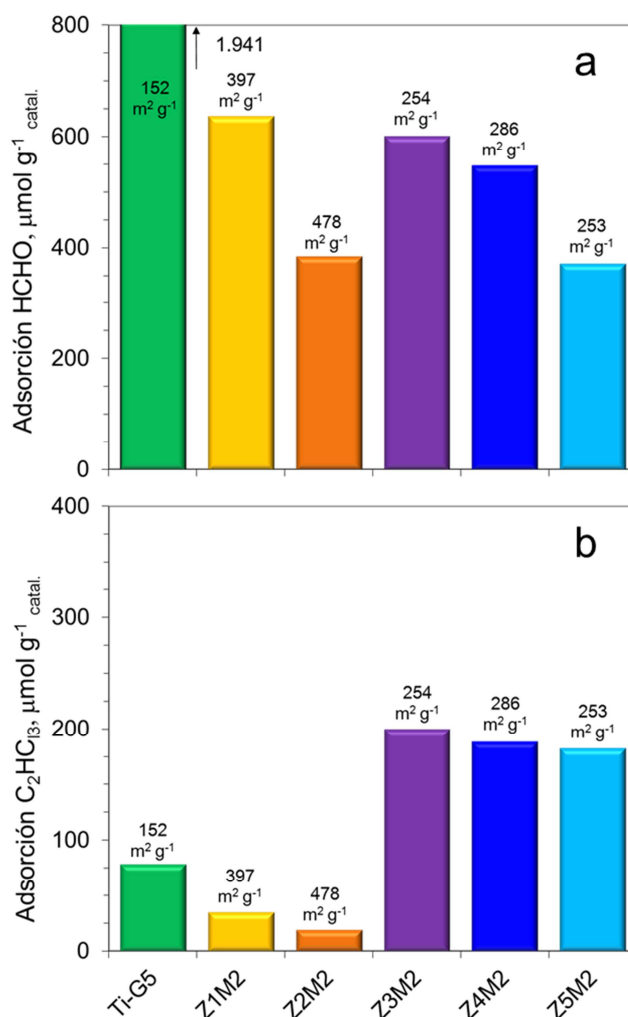 a
Adsorción HCHO, μmol g⁻¹ catal.
800
600
400
200
0
1.941
152
m² g⁻¹
397
m² g⁻¹
478
m² g⁻¹
254
m² g⁻¹
286
m² g⁻¹
253
m² g⁻¹
b
Adsorción C₂HCl₃, μmol g⁻¹ catal.
400
300
200
100
0
152
m² g⁻¹
397
m² g⁻¹
478
m² g⁻¹
254
m² g⁻¹
286
m² g⁻¹
253
m² g⁻¹
Ti-G5
Z1M2
Z2M2
Z3M2
Z4M2
Z5M2